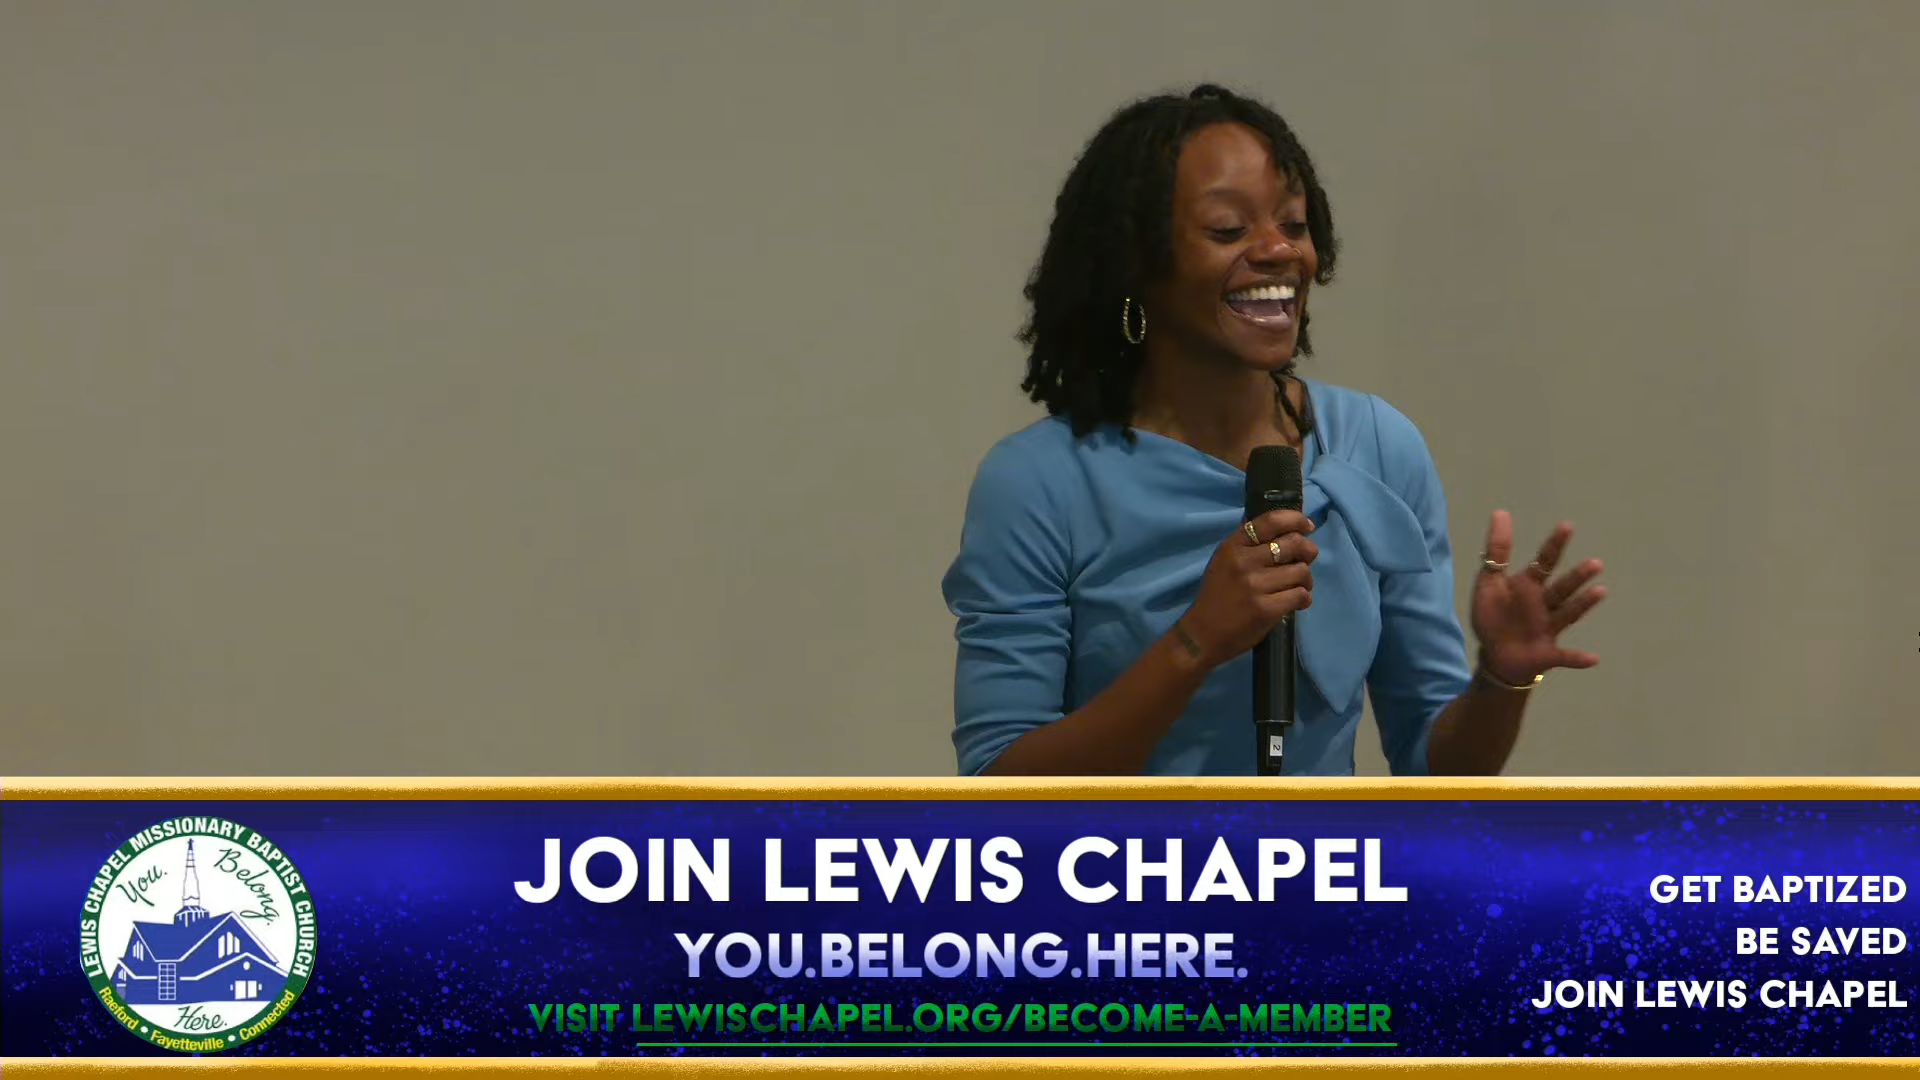 2
JOIN LEWIS CHAPEL
YOU.BELONG.HERE.
VISIT LEWISCHAPEL.ORG/BECOME-A-MEMBER
GET BAPTIZED
BE SAVED
JOIN LEWIS CHAPEL
LEWIS CHAPEL MISSIONARY BAPTIST CHURCH
You.
Belong.
Here.
Raeford • Fayetteville • Connected